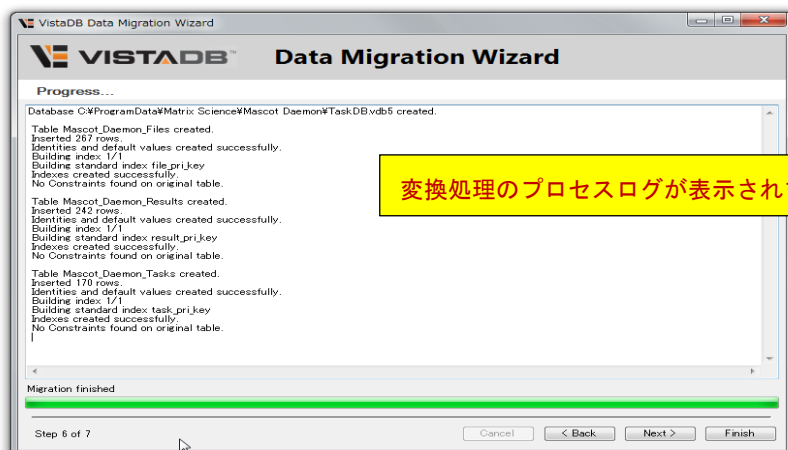 VistaDB Data Migration Wizard
VISTADB™ Data Migration Wizard
Progress...
Database C:¥ProgramData¥Matrix Science¥Mascot Daemon¥TaskDB.vdb5 created.
Table Mascot_Daemon_Files created.
Inserted 267 rows.
Identities and default values created successfully.
Building index 1/1
Building standard index file_pri_key
Indexes created successfully.
No Constraints found on original table.
変換処理のプロセスログが表示され
Table Mascot_Daemon_Results created.
Inserted 242 rows.
Identities and default values created successfully.
Building index 1/1
Building standard index result_pri_key
Indexes created successfully.
No Constraints found on original table.
Table Mascot_Daemon_Tasks created.
Inserted 170 rows.
Identities and default values created successfully.
Building index 1/1
Building standard index task_pri_key
Indexes created successfully.
No Constraints found on original table.
Migration finished
Step 6 of 7
Cancel < Back Next > Finish